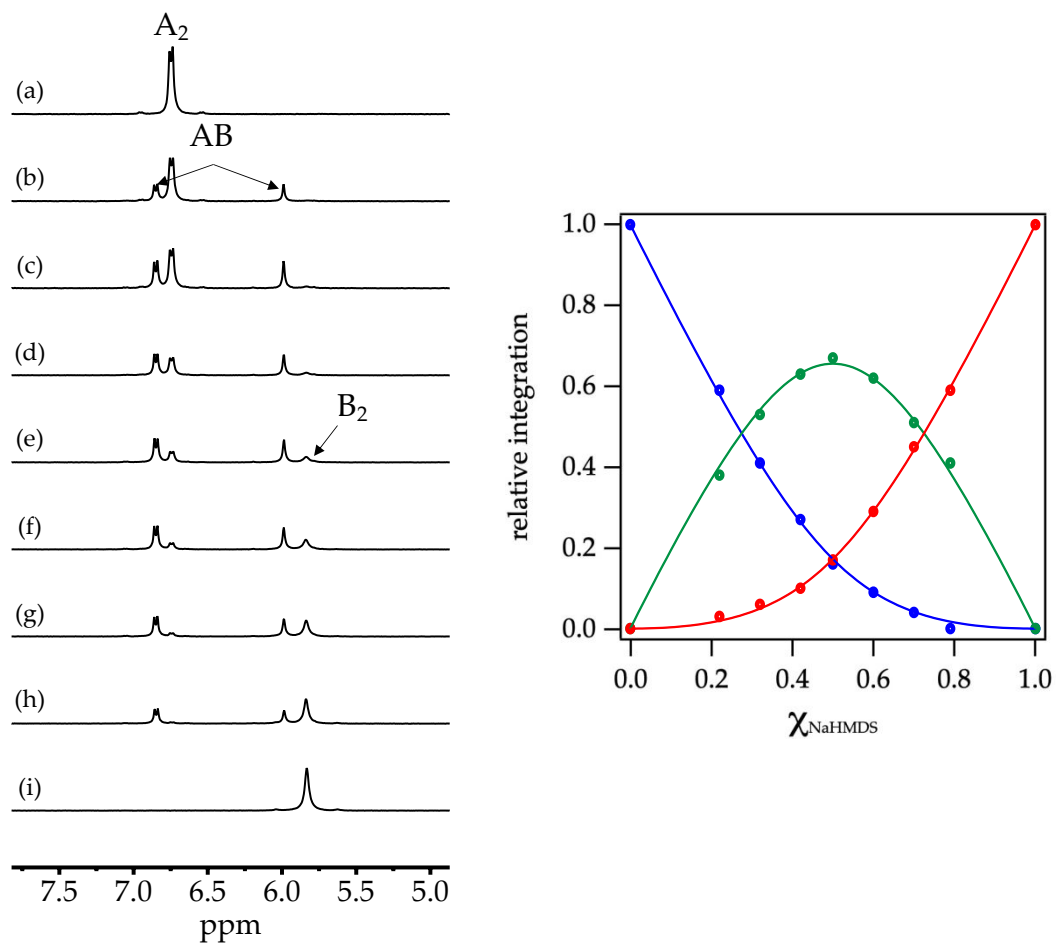 A₂
(a)
AB
(b)
(c)
(d)
B₂
(e)
(f)
(g)
(h)
(i)
7.5 7.0 6.5 6.0 5.5 5.0
ppm
relative integration
1.0
0.8
0.6
0.4
0.2
0.0
0.0 0.2 0.4 0.6 0.8 1.0
χNaHMDS